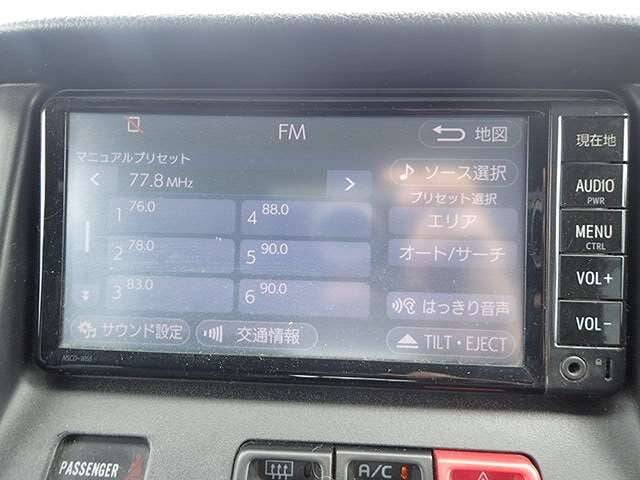 FM
地図
マニュアルプリセット
77.8 MHz
ソース選択
プリセット選択
1 76.0
4 88.0
エリア
2 78.0
5 90.0
オート/サーチ
3 83.0
6 90.0
はっきり音声
サウンド設定
交通情報
TILT・EJECT
現在地
AUDIO
PWR
MENU
CTRL
VOL+
VOL-
NSCD-W66
PASSENGER
A/C